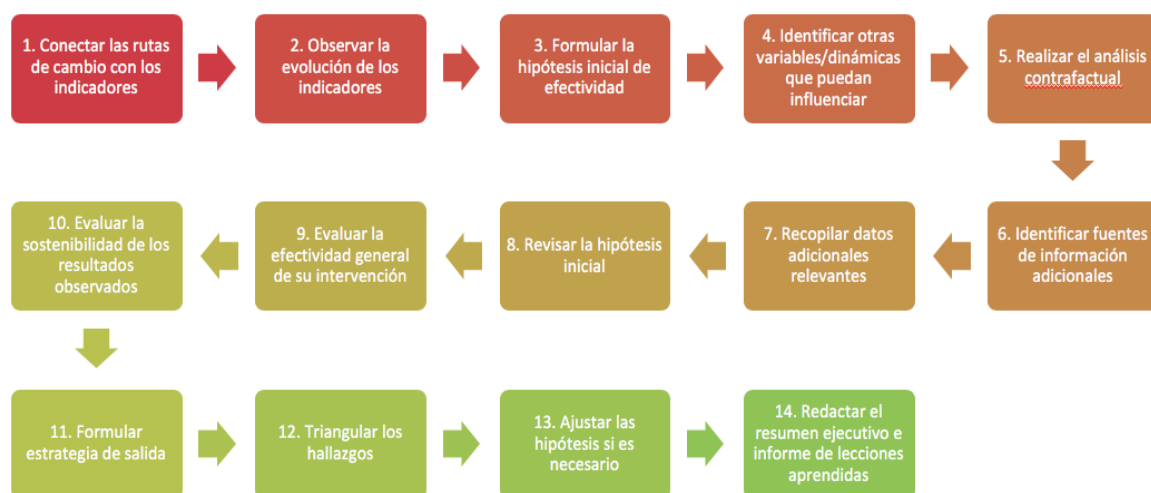 1. Conectar las rutas
de cambio con los
indicadores
2. Observar la
evolución de los
indicadores
3. Formular la
hipótesis inicial de
efectividad
4. Identificar otras
variables/dinámicas
que puedan
influenciar
5. Realizar el análisis
contrafactual
6. Identificar fuentes
de información
adicionales
7. Recopilar datos
adicionales
relevantes
8. Revisar la hipótesis
inicial
9. Evaluar la
efectividad general
de su intervención
10. Evaluar la
sostenibilidad de los
resultados
observados
11. Formular
estrategia de salida
12. Triangular los
hallazgos
13. Ajustar las
hipótesis si es
necesario
14. Redactar el
resumen ejecutivo e
informe de lecciones
aprendidas